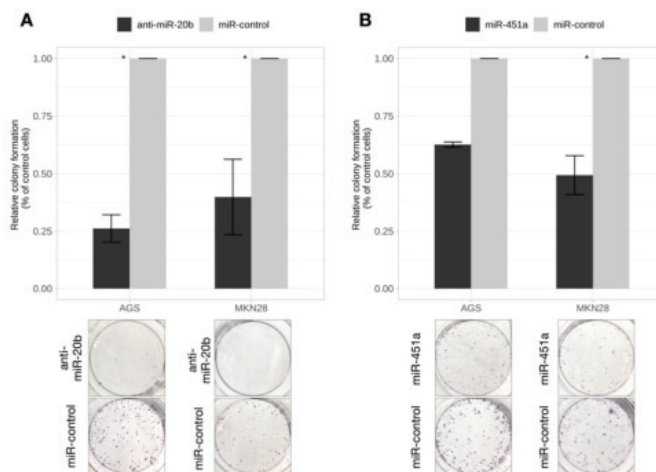 A
B
anti-miR-20b miR-control
miR-451a miR-control
Relative colony formation
(% of control cells)
1.00
0.75
0.50
0.25
0.00
*
*
AGS MKN28
Relative colony formation
(% of control cells)
1.00
0.75
0.50
0.25
0.00
*
AGS MKN28
anti-
miR-20b
anti-
miR-20b
miR-451a
miR-451a
miR-control
miR-control
miR-control
miR-control